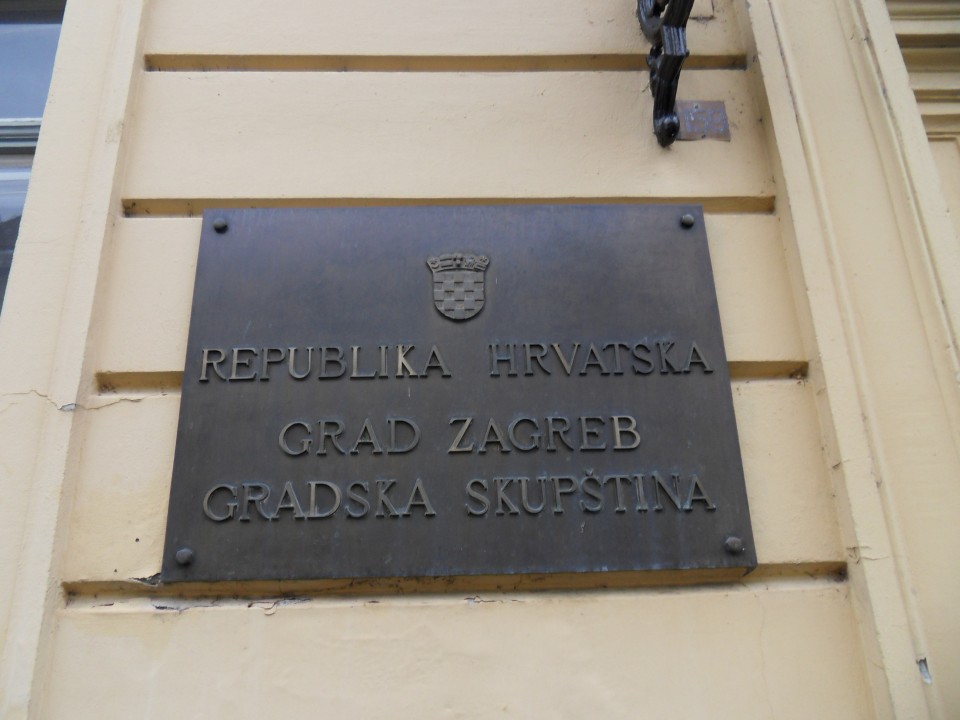 REPUBLIKA HRVATSKA
GRAD ZAGREB
GRADSKA SKUPŠTINA